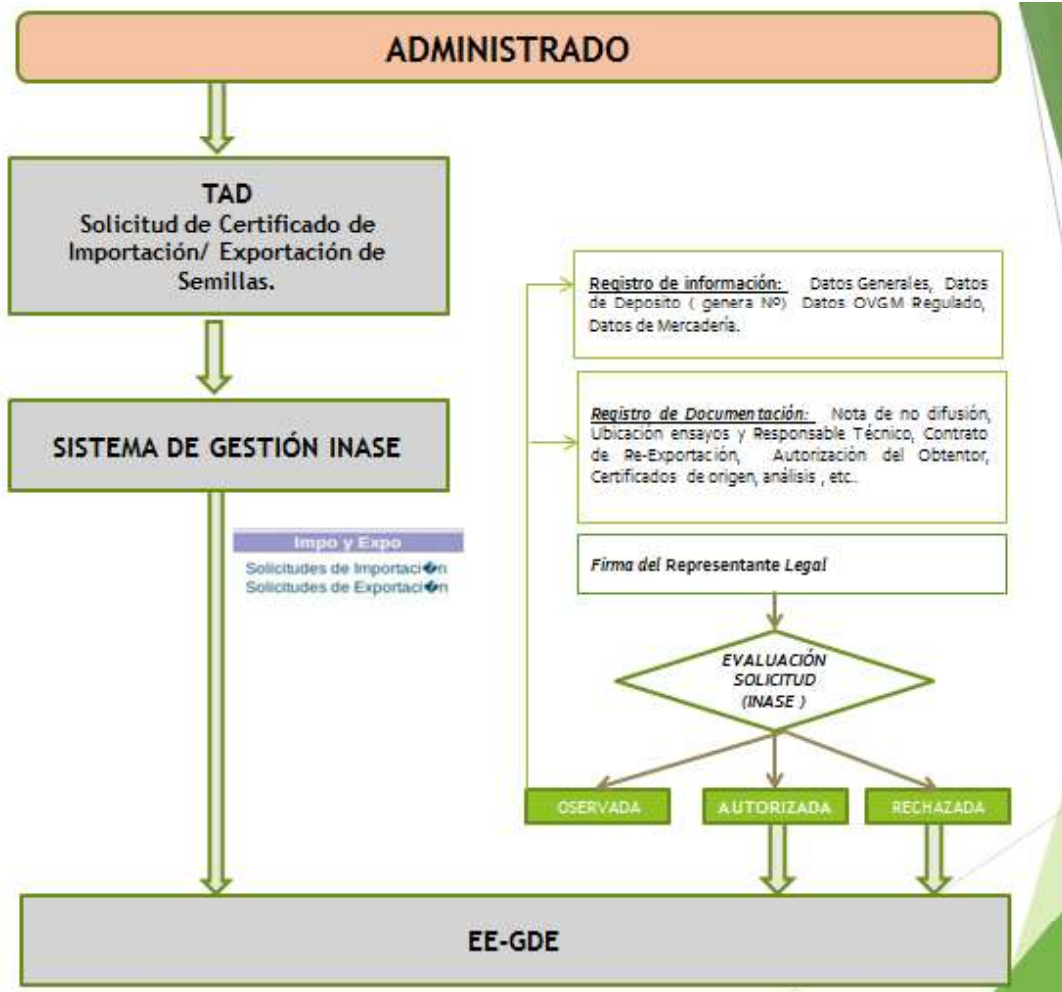 ADMINISTRADO
TAD
Solicitud de Certificado de
Importación/ Exportación de
Semillas.
SISTEMA DE GESTIÓN INASE
Impo y Expo
Solicitudes de Importaci�n
Solicitudes de Exportaci�n
Registro de información: Datos Generales, Datos
de Deposito ( genera Nº) Datos OVGM Regulado,
Datos de Mercadería.
Registro de Documentación: Nota de no difusión,
Ubicación ensayos y Responsable Técnico, Contrato
de Re-Exportación, Autorización del Obtentor,
Certificados de origen, análisis , etc..
Firma del Representante Legal
EVALUACIÓN
SOLICITUD
(INASE )
OSERVADA
AUTORIZADA
RECHAZADA
EE-GDE